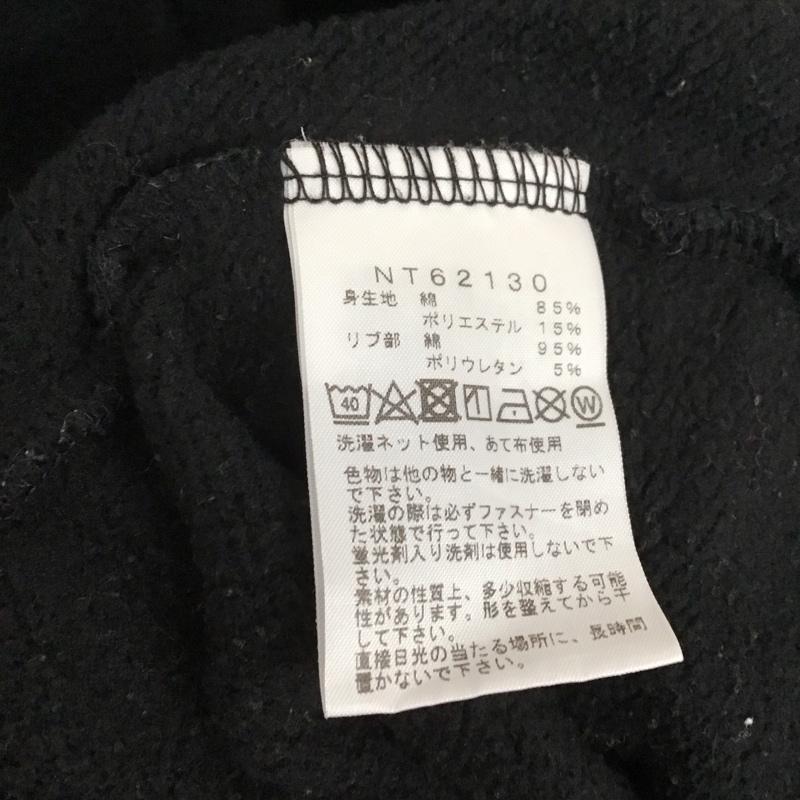 NT62130
身生地 綿 85%
ポリエステル 15%
リブ部 綿 95%
ポリウレタン 5%
40 W
洗濯ネット使用、あて布使用
色物は他の物と一緒に洗濯しない
で下さい。
洗濯の際は必ずファスナーを閉め
た状態で行って下さい。
蛍光剤入り洗剤は使用しないで下
さい。
素材の性質上、多少収縮する可能
性があります。形を整えてから干
して下さい。
直接日光の当たる場所に、長時間
置かないで下さい。